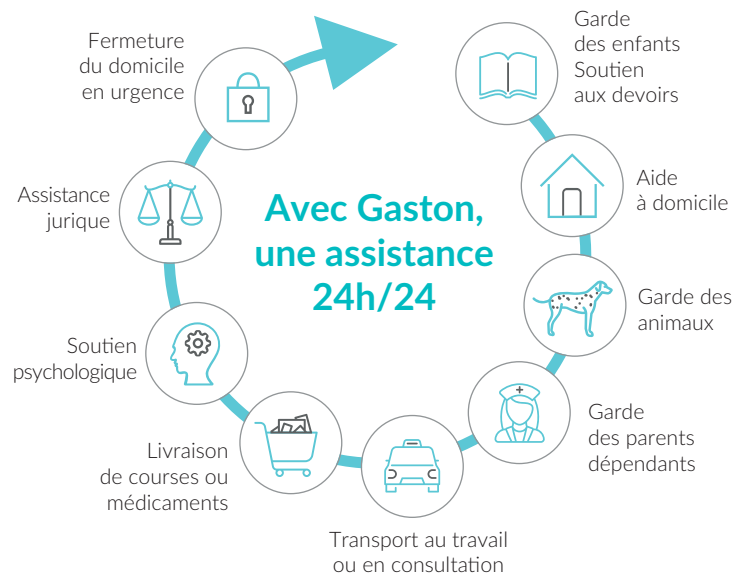 Avec Gaston,
une assistance
24h/24
Garde
des enfants
Soutien
aux devoirs
Aide
à domicile
Garde des
animaux
Garde
des parents
dépendants
Transport au travail
ou en consultation
Livraison
de courses ou
médicaments
Soutien
psychologique
Assistance
jurique
Fermeture
du domicile
en urgence